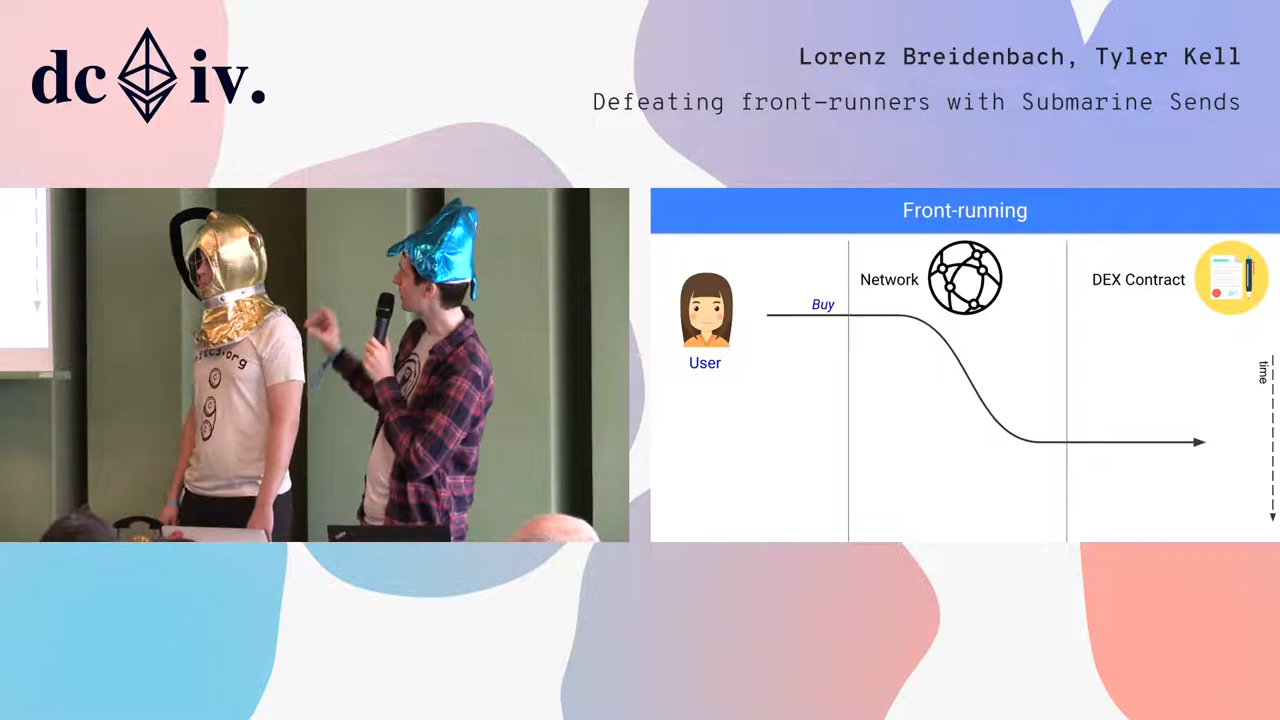 dc iv.
Lorenz Breidenbach, Tyler Kell
Defeating front-runners with Submarine Sends
Front-running
Network
DEX Contract
Buy
User
time
.org